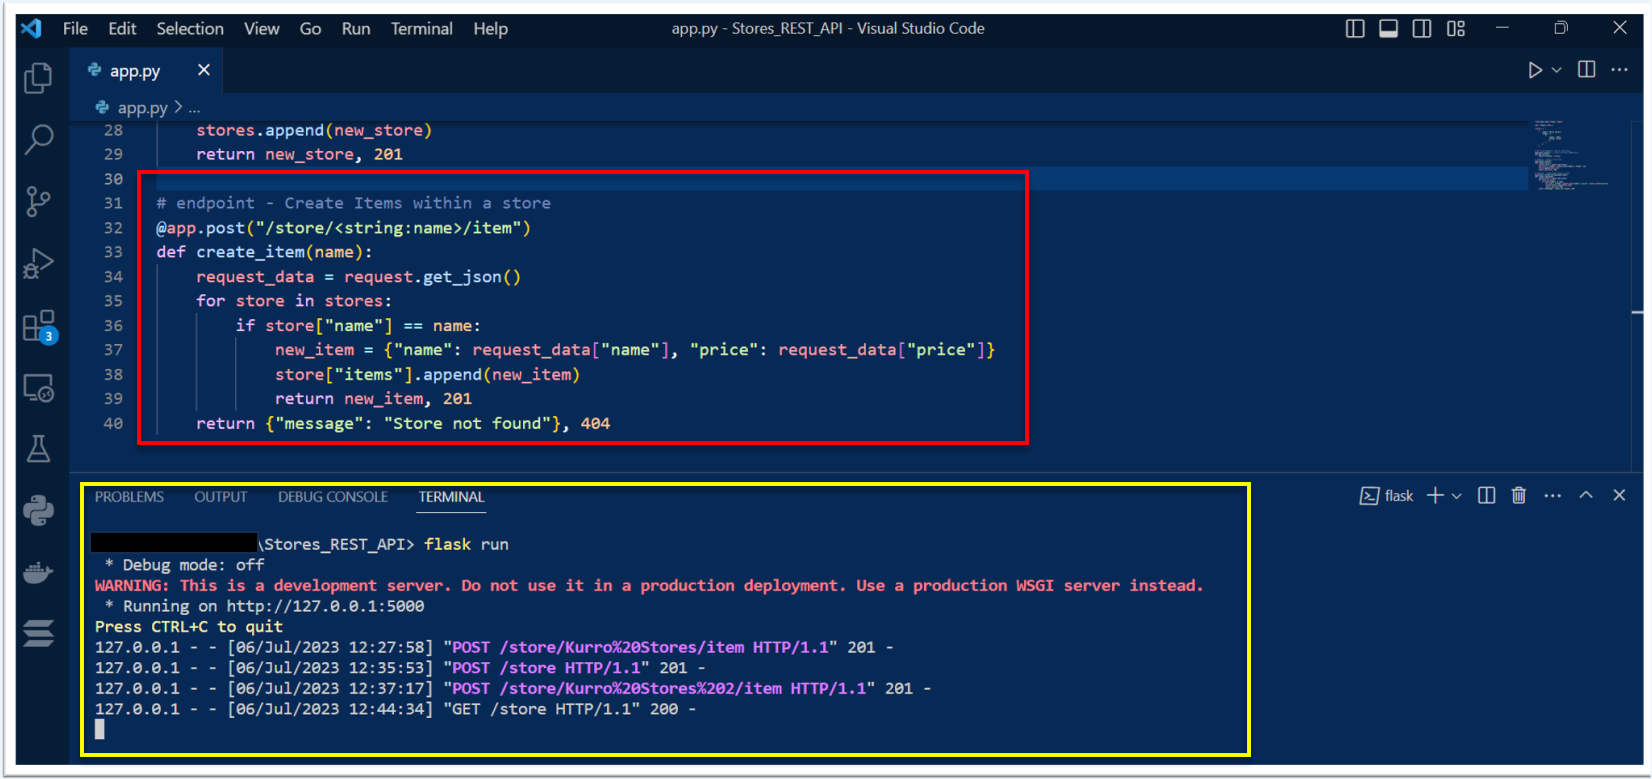 File Edit Selection View Go Run Terminal Help app.py - Stores_REST_API - Visual Studio Code
app.py
app.py > ...
28 stores.append(new_store)
29 return new_store, 201
30
31 # endpoint - Create Items within a store
32 @app.post("/store/<string:name>/item")
33 def create_item(name):
34 request_data = request.get_json()
35 for store in stores:
36 if store["name"] == name:
37 new_item = {"name": request_data["name"], "price": request_data["price"]}
38 store["items"].append(new_item)
39 return new_item, 201
40 return {"message": "Store not found"}, 404
3
PROBLEMS OUTPUT DEBUG CONSOLE TERMINAL flask
\Stores_REST_API> flask run
* Debug mode: off
WARNING: This is a development server. Do not use it in a production deployment. Use a production WSGI server instead.
* Running on http://127.0.0.1:5000
Press CTRL+C to quit
127.0.0.1 - - [06/Jul/2023 12:27:58] "POST /store/Kurro%20Stores/item HTTP/1.1" 201 -
127.0.0.1 - - [06/Jul/2023 12:35:53] "POST /store HTTP/1.1" 201 -
127.0.0.1 - - [06/Jul/2023 12:37:17] "POST /store/Kurro%20Stores%202/item HTTP/1.1" 201 -
127.0.0.1 - - [06/Jul/2023 12:44:34] "GET /store HTTP/1.1" 200 -